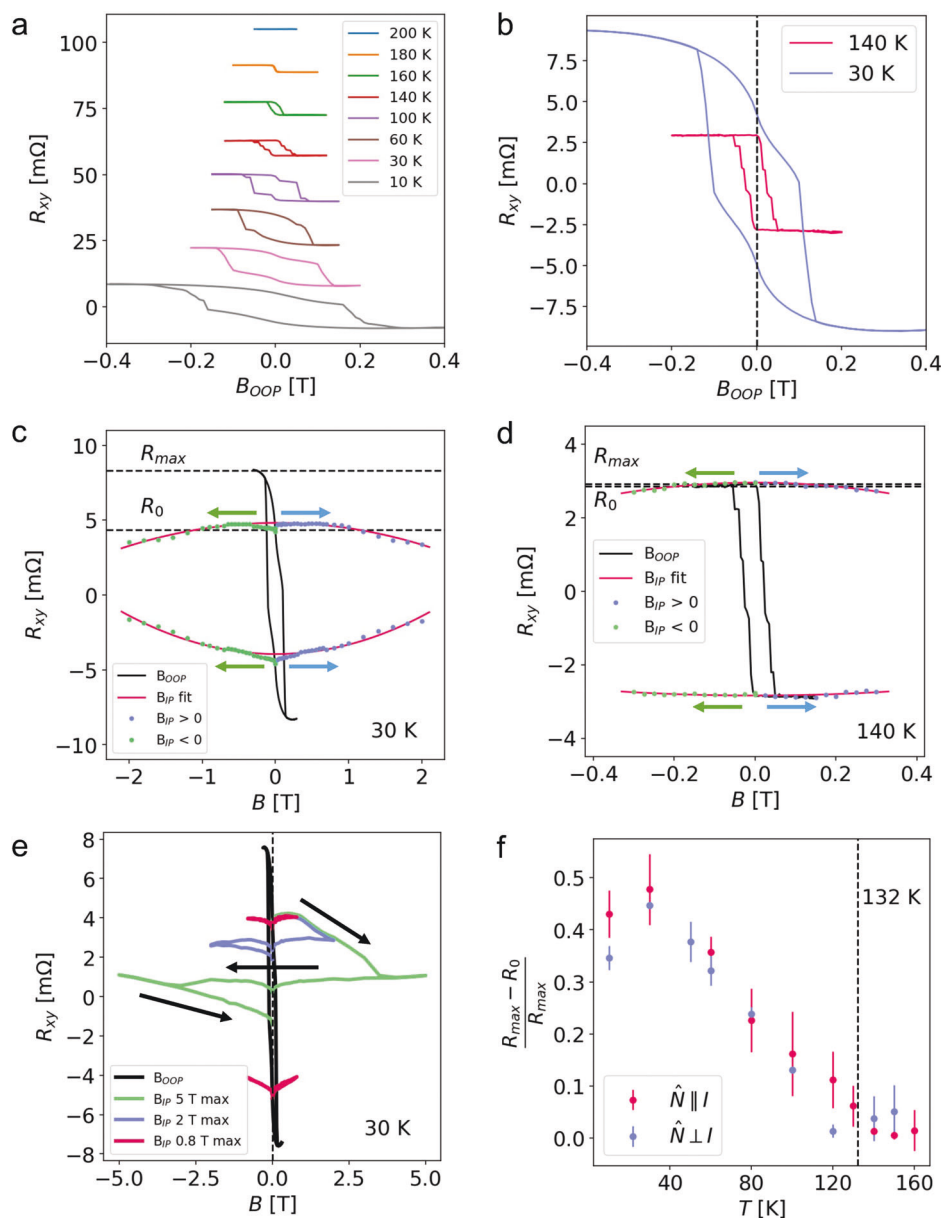 a
100
75
50
25
0
R_xy [mΩ]
−0.4 −0.2 0.0 0.2 0.4
B_OOP [T]
200 K
180 K
160 K
140 K
100 K
60 K
30 K
10 K
b
7.5
5.0
2.5
0.0
−2.5
−5.0
−7.5
R_xy [mΩ]
−0.4 −0.2 0.0 0.2 0.4
B_OOP [T]
140 K
30 K
c
10
8
5
0
−5
−10
R_xy [mΩ]
R_max
R_0
B_OOP
B_IP fit
B_IP > 0
B_IP < 0
30 K
−2 −1 0 1 2
B [T]
d
4
2
0
−2
−4
R_xy [mΩ]
R_max
R_0
B_OOP
B_IP fit
B_IP > 0
B_IP < 0
140 K
−0.4 −0.2 0.0 0.2 0.4
B [T]
e
8
6
4
2
0
−2
−4
−6
−8
R_xy [mΩ]
B_OOP
B_IP 5 T max
B_IP 2 T max
B_IP 0.8 T max
30 K
−5.0 −2.5 0.0 2.5 5.0
B [T]
f
0.5
0.4
0.3
0.2
0.1
0.0
R_max − R_0
R_max
132 K
N̂ ∥ I
N̂ ⊥ I
40 80 120 160
T [K]